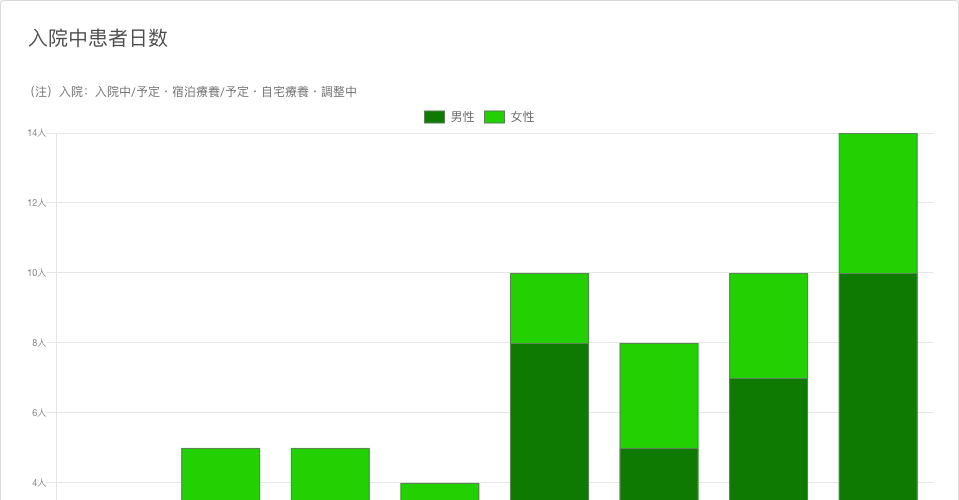 入院中患者日数
（注）入院：入院中/予定・宿泊療養/予定・自宅療養・調整中
男性 女性
14人
12人
10人
8人
6人
4人